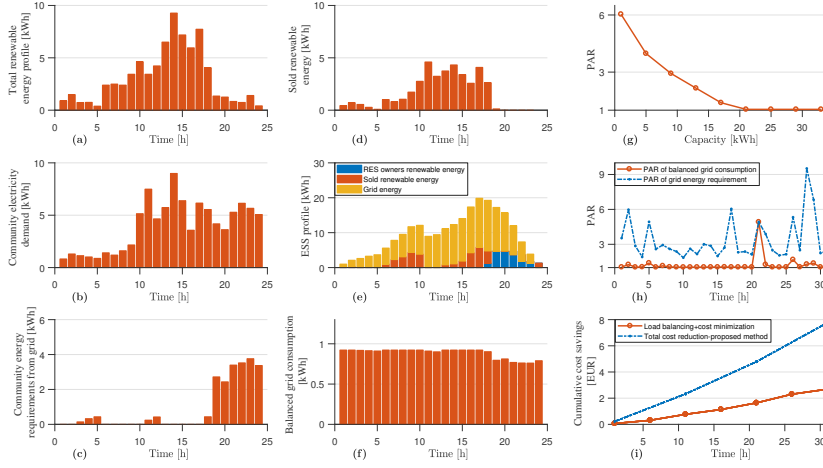 Total renewable
energy profile [kWh]
10
5
0
0 5 10 15 20 25
(a) Time [h]
Sold renewable
energy [kWh]
10
5
0
0 5 10 15 20 25
(d) Time [h]
PAR
6
3
1
0 5 10 15 20 25 30
(g) Capacity [kWh]
Community electricity
demand [kWh]
10
5
0
0 5 10 15 20 25
(b) Time [h]
ESS profile [kWh]
30
20
10
0
RES owners renewable energy
Sold renewable energy
Grid energy
0 5 10 15 20 25
(e) Time [h]
PAR
9
6
3
1
PAR of balanced grid consumption
PAR of grid energy requirement
0 5 10 15 20 25 30
(h) Time [h]
Community energy
requirements from grid [kWh]
6
4
2
0
0 5 10 15 20 25
(c) Time [h]
Balanced grid consumption
[kWh]
1
0.5
0
0 5 10 15 20 25
(f) Time [h]
Cumulative cost savings
[EUR]
8
6
4
2
0
Load balancing+cost minimization
Total cost reduction-proposed method
0 5 10 15 20 25 30
(i) Time [h]